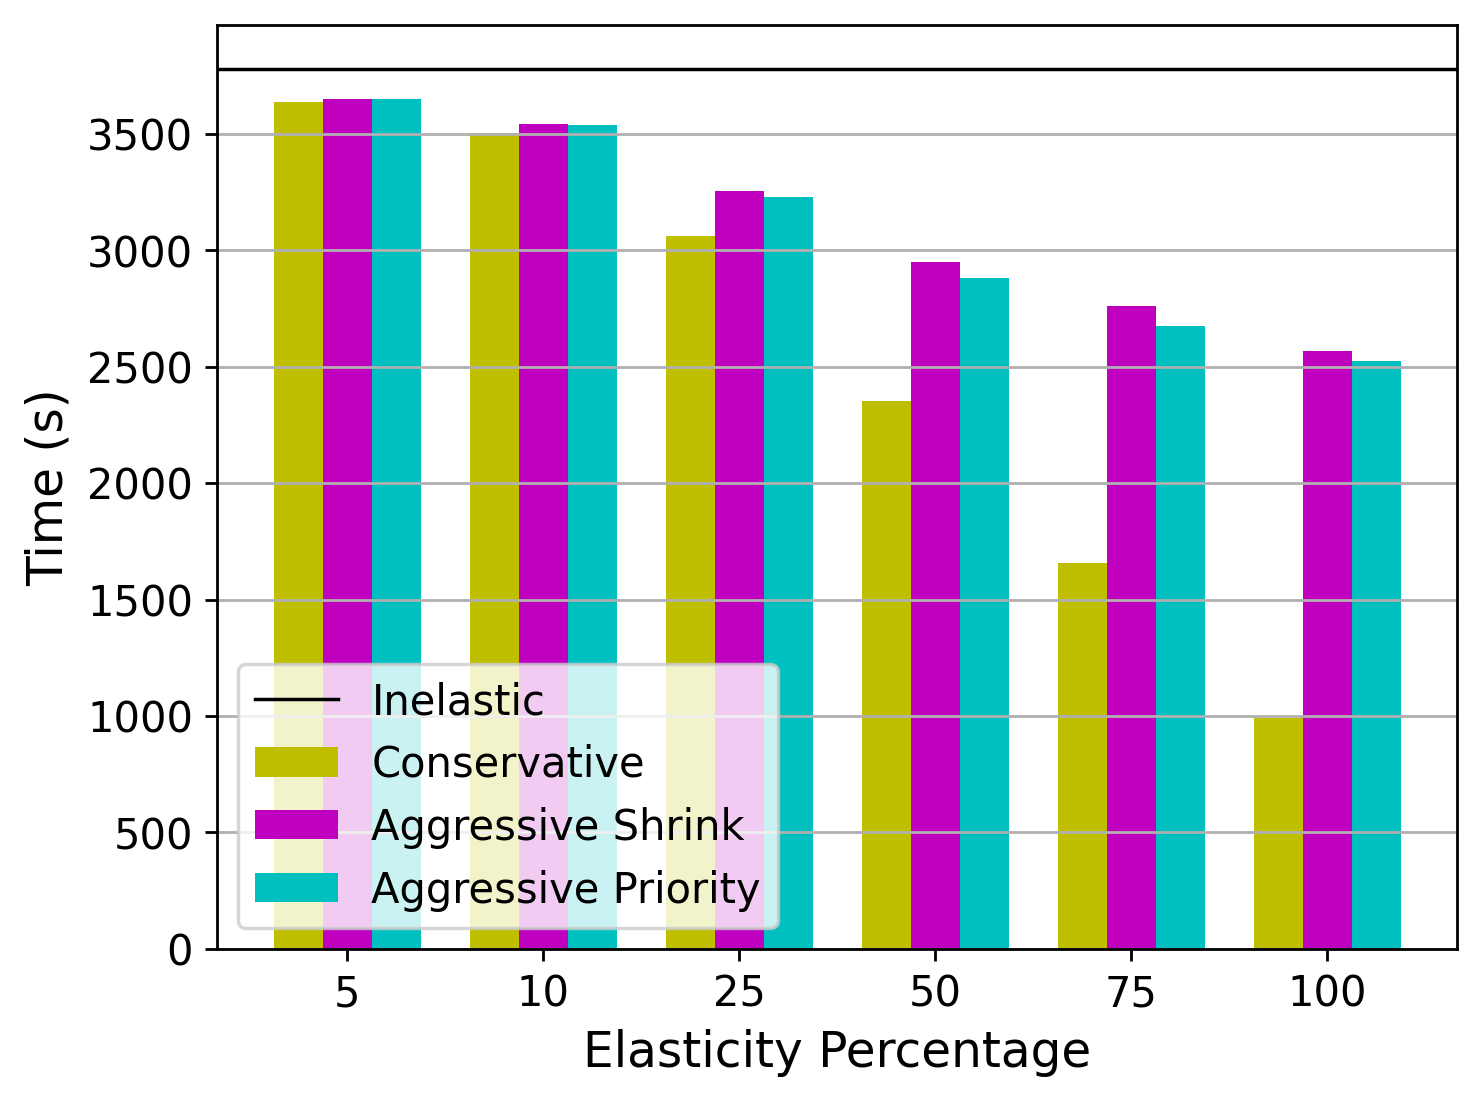 3500
3000
2500
2000
1500
1000
500
0
Time (s)
Inelastic
Conservative
Aggressive Shrink
Aggressive Priority
5 10 25 50 75 100
Elasticity Percentage